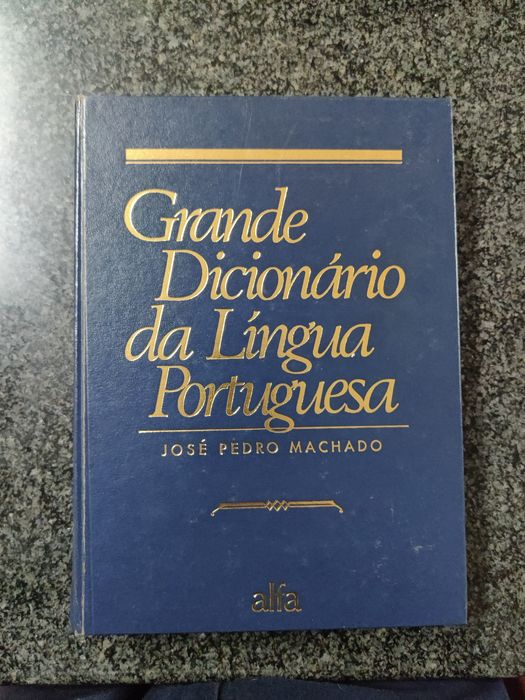 Grande
Dicionário
da Língua
Portuguesa
JOSÉ PEDRO MACHADO
alfa